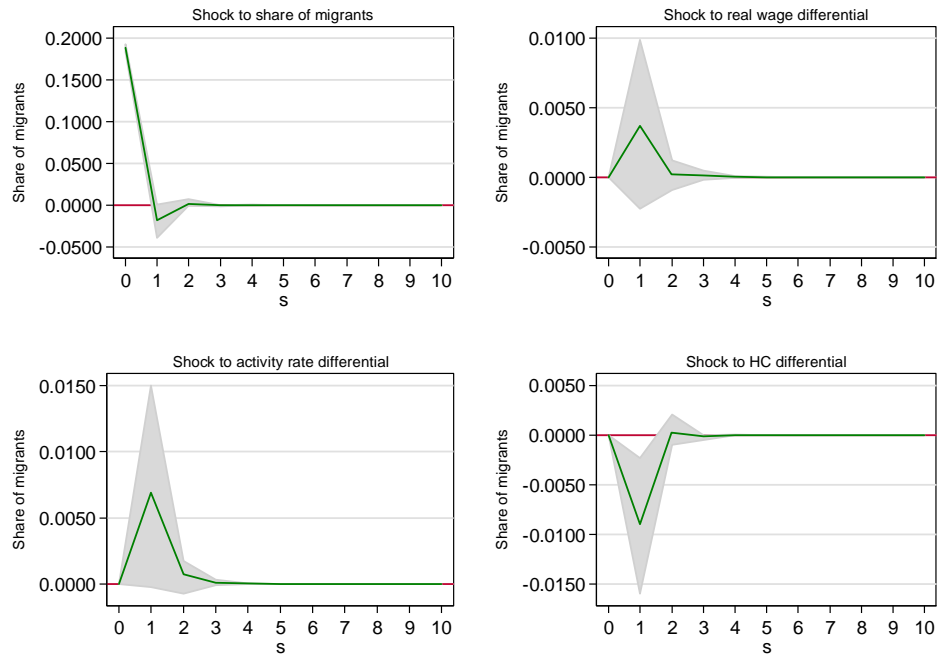 Shock to share of migrants
Share of migrants
0.2000
0.1500
0.1000
0.0500
0.0000
-0.0500
0 1 2 3 4 5 6 7 8 9 10
s
Shock to real wage differential
Share of migrants
0.0100
0.0050
0.0000
-0.0050
0 1 2 3 4 5 6 7 8 9 10
s
Shock to activity rate differential
Share of migrants
0.0150
0.0100
0.0050
0.0000
0 1 2 3 4 5 6 7 8 9 10
s
Shock to HC differential
Share of migrants
0.0050
0.0000
-0.0050
-0.0100
-0.0150
0 1 2 3 4 5 6 7 8 9 10
s